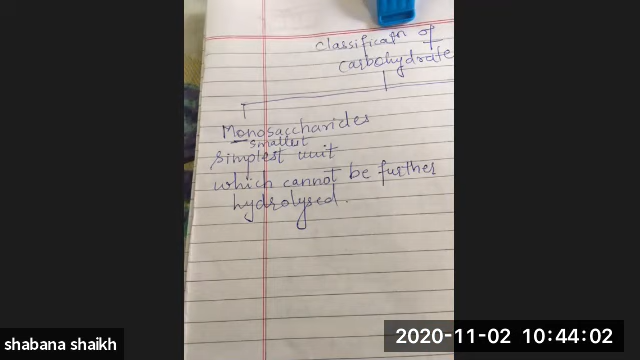 Classificatn of
carbohydrate
Monosaccharides
smallest
simplest unit
which cannot be further
hydrolysed.
shabana shaikh
2020-11-02 10:44:02